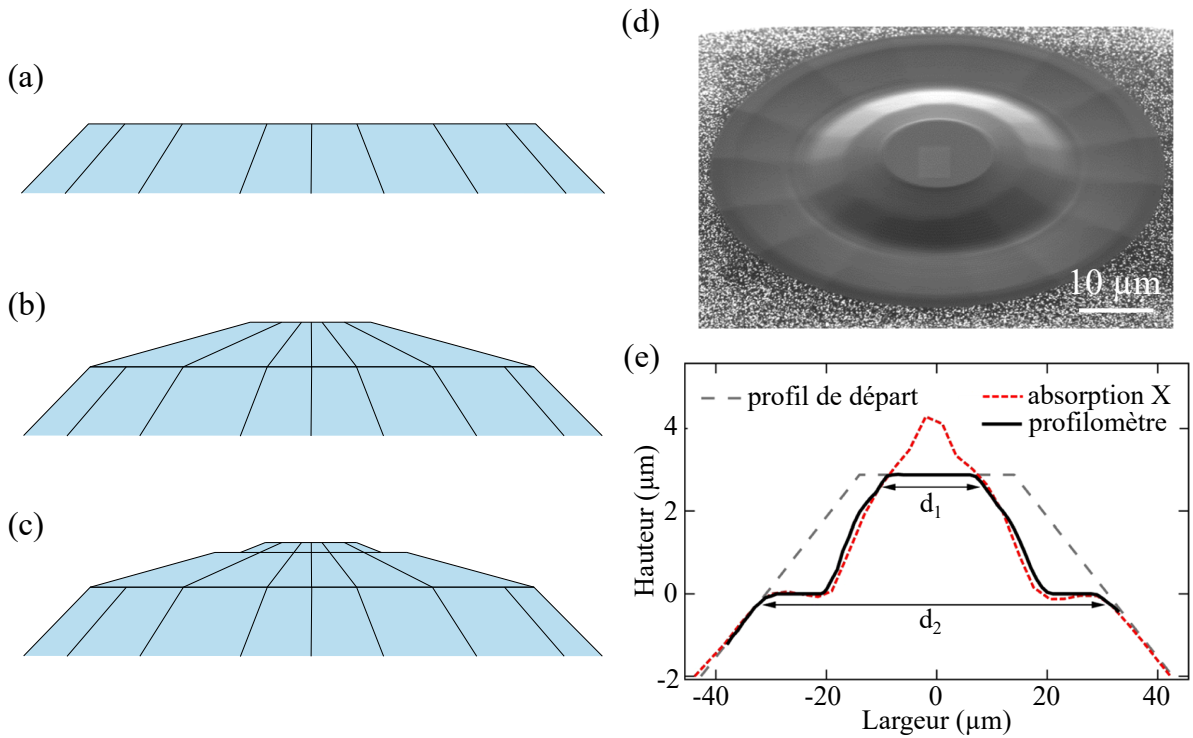 (a)
(b)
(c)
(d)
10 µm
(e)
profil de départ
absorption X
profilomètre
4
2
0
-2
Hauteur (µm)
d1
d2
-40 -20 0 20 40
Largeur (µm)